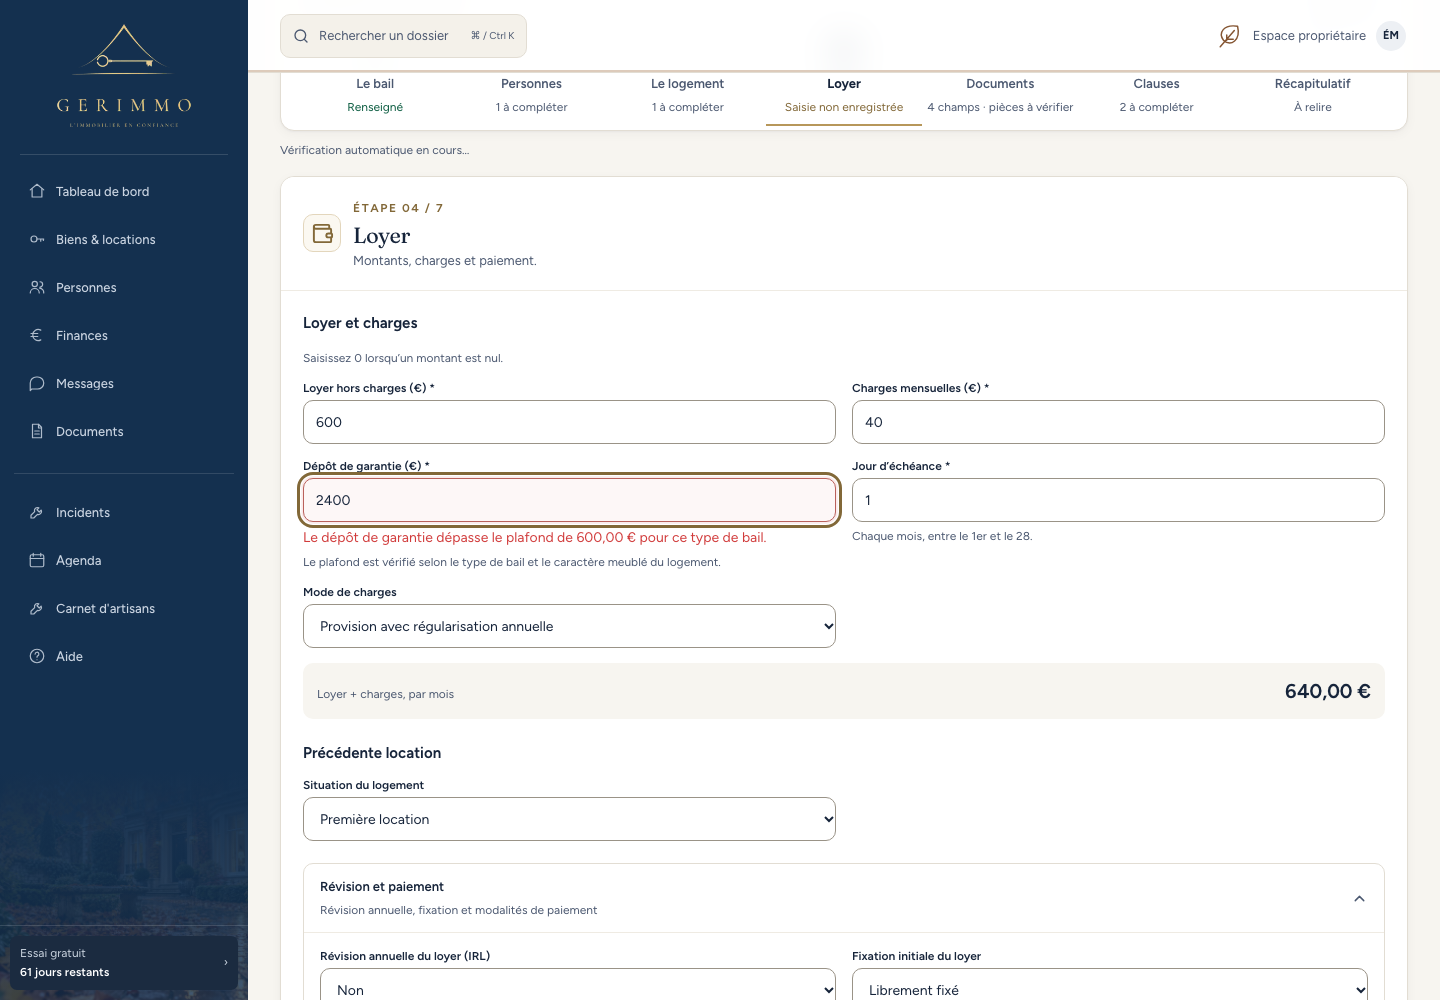 GERIMMO
L'IMMOBILIER EN CONFIANCE
Tableau de bord
Biens & locations
Personnes
Finances
Messages
Documents
Incidents
Agenda
Carnet d'artisans
Aide
Essai gratuit
61 jours restants
›
Rechercher un dossier
⌘ / Ctrl K
Espace propriétaire
ÉM
Le bail
Renseigné
Personnes
1 à compléter
Le logement
1 à compléter
Loyer
Saisie non enregistrée
Documents
4 champs · pièces à vérifier
Clauses
2 à compléter
Récapitulatif
À relire
Vérification automatique en cours…
ÉTAPE 04 / 7
Loyer
Montants, charges et paiement.
Loyer et charges
Saisissez 0 lorsqu’un montant est nul.
Loyer hors charges (€) *
600
Charges mensuelles (€) *
40
Dépôt de garantie (€) *
2400
Le dépôt de garantie dépasse le plafond de 600,00 € pour ce type de bail.
Le plafond est vérifié selon le type de bail et le caractère meublé du logement.
Jour d’échéance *
1
Chaque mois, entre le 1er et le 28.
Mode de charges
Provision avec régularisation annuelle
Loyer + charges, par mois
640,00 €
Précédente location
Situation du logement
Première location
Révision et paiement
Révision annuelle, fixation et modalités de paiement
Révision annuelle du loyer (IRL)
Non
Fixation initiale du loyer
Librement fixé